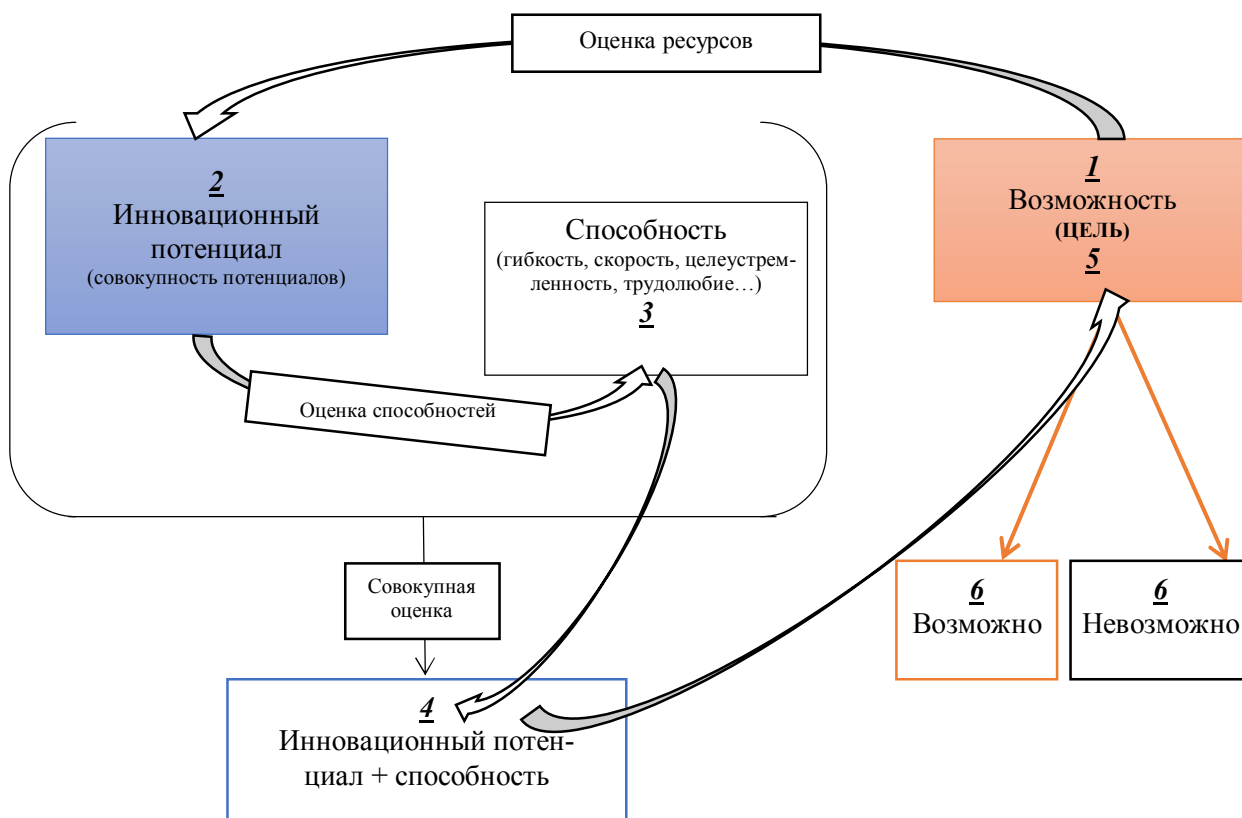 Оценка ресурсов
2
Инновационный
потенциал
(совокупность потенциалов)
Способность
(гибкость, скорость, целеустрем-
ленность, трудолюбие…)
3
1
Возможность
(ЦЕЛЬ)
5
Оценка способностей
Совокупная
оценка
6
Возможно
6
Невозможно
4
Инновационный потен-
циал + способность